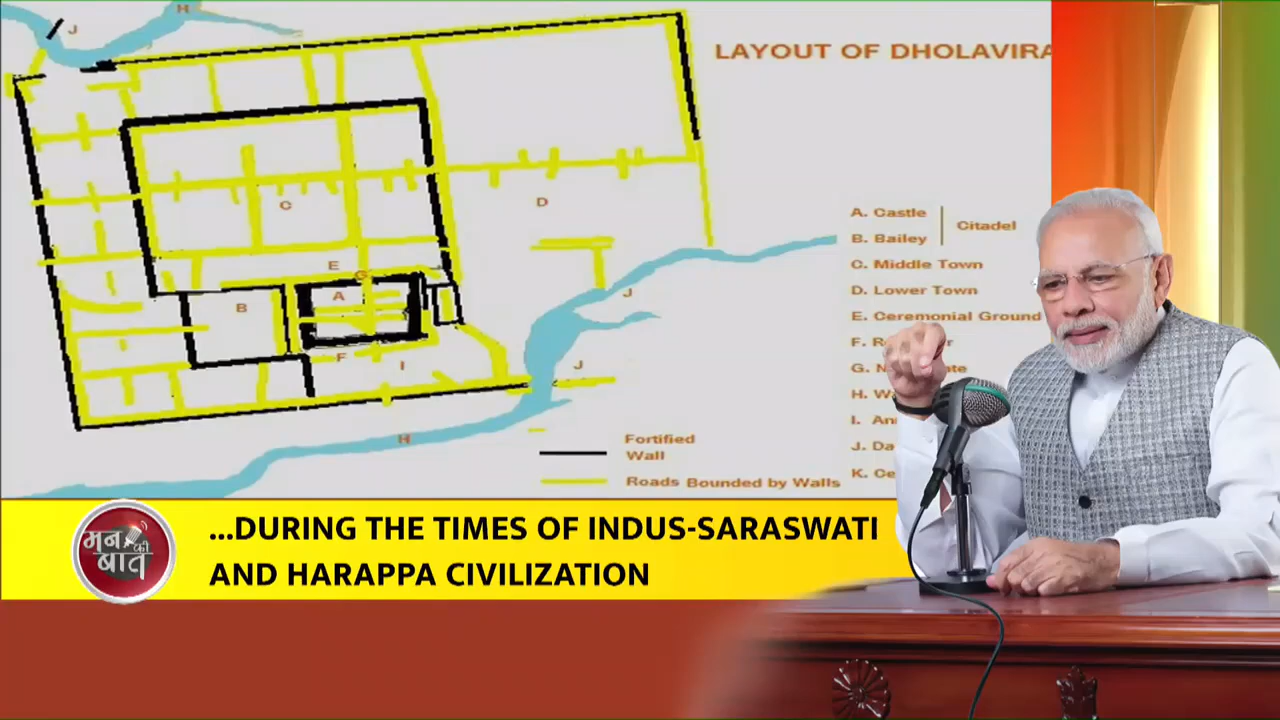 J
H
LAYOUT OF DHOLAVIRA
C
D
A. Castle
B. Bailey
Citadel
C. Middle Town
D. Lower Town
E. Ceremonial Ground
E
G
B
A
J
F
I
J
H
Fortified
Wall
Roads Bounded by Walls
F.
G.
H.
I.
J.
K.
मन की
बात
...DURING THE TIMES OF INDUS-SARASWATI
AND HARAPPA CIVILIZATION